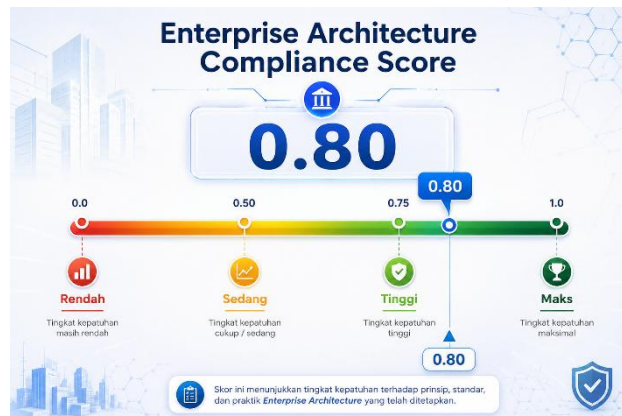 Enterprise Architecture
Compliance Score
0.80
0.80
0.0
0.50
0.75
1.0
Rendah
Sedang
Tinggi
Maks
Tingkat kepatuhan
masih rendah
Tingkat kepatuhan
cukup / sedang
Tingkat kepatuhan
tinggi
Tingkat kepatuhan
maksimal
0.80
Skor ini menunjukkan tingkat kepatuhan terhadap prinsip, standar,
dan praktik Enterprise Architecture yang telah ditetapkan.